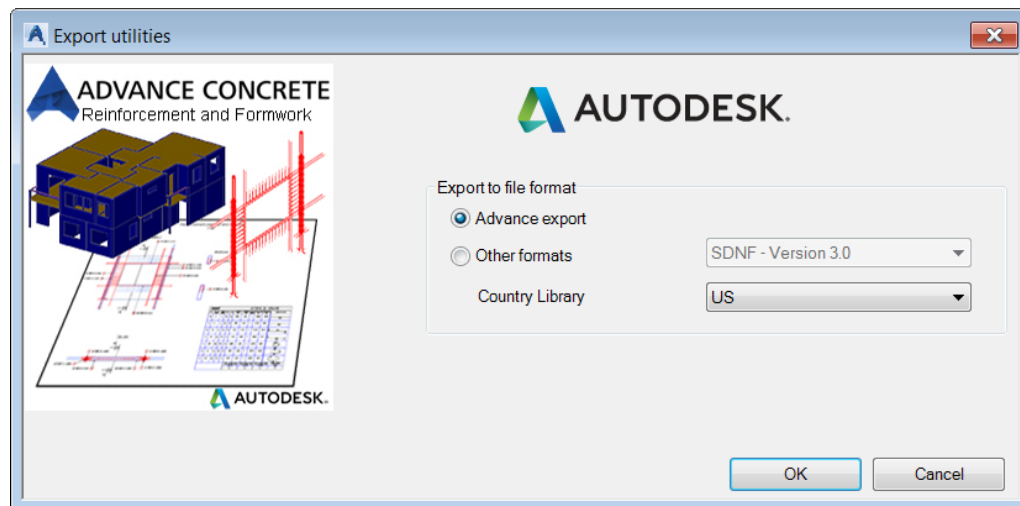 Export utilities
ADVANCE CONCRETE
Reinforcement and Formwork
AUTODESK.
AUTODESK.
Export to file format
Advance export
Other formats
SDNF - Version 3.0
Country Library
US
OK
Cancel